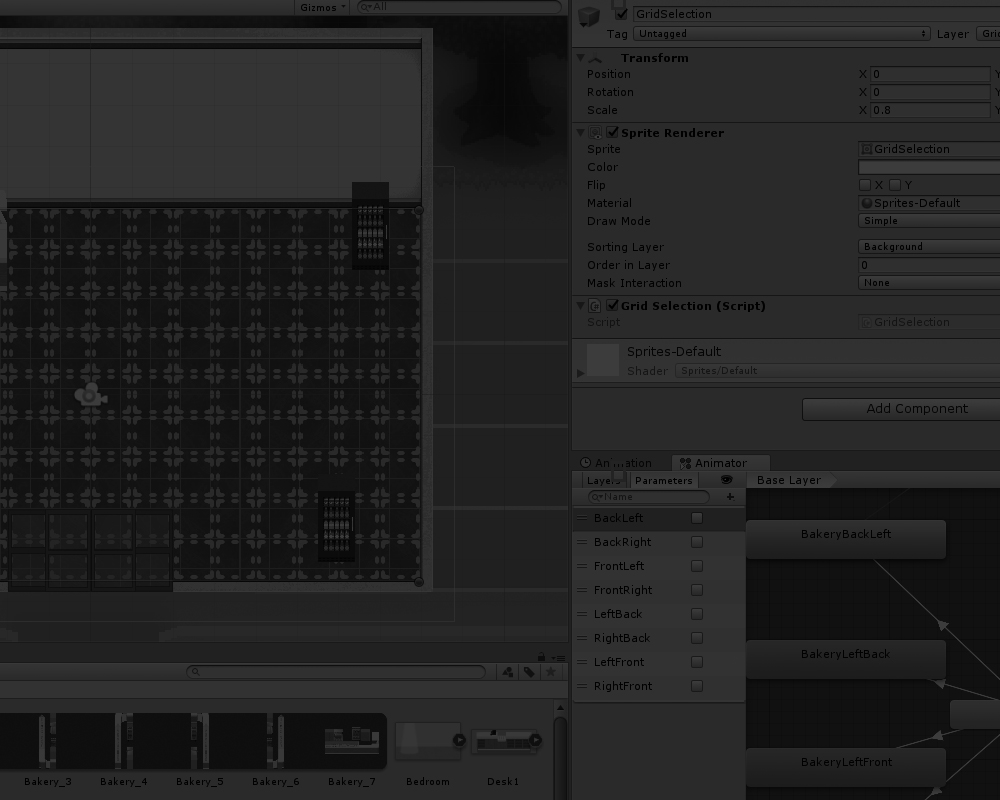 Gizmos
All
GridSelection
Tag Untagged Layer
Transform
Position X 0
Rotation X 0
Scale X 0.8
Sprite Renderer
Sprite GridSelection
Color
Flip X Y
Material Sprites-Default
Draw Mode Simple
Sorting Layer Background
Order in Layer 0
Mask Interaction None
Grid Selection (Script)
Script GridSelection
Sprites-Default
Shader Sprites/Default
Add Component
Animator
Parameters Base Layer
Name
BackLeft
BackRight
FrontLeft
FrontRight
LeftBack
RightBack
LeftFront
RightFront
BakeryBackLeft
BakeryLeftBack
BakeryLeftFront
Bakery_3 Bakery_4 Bakery_5 Bakery_6 Bakery_7 Bedroom Desk1